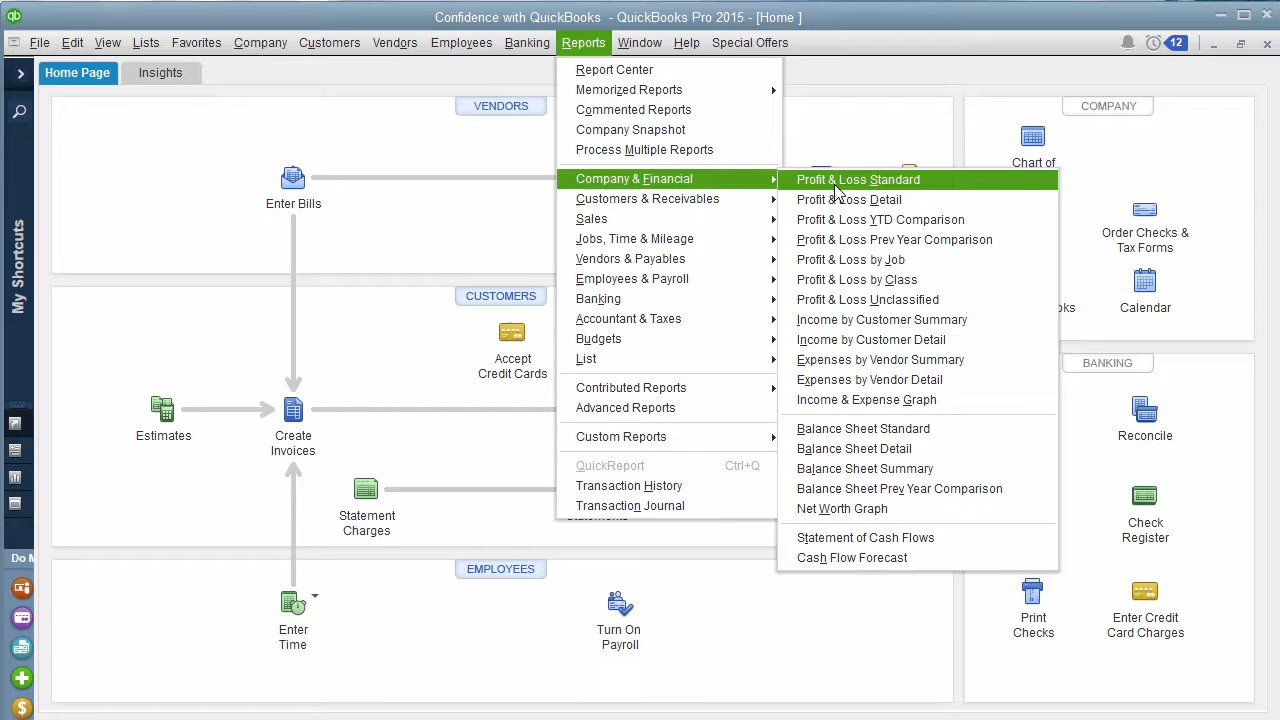 qb
Confidence with QuickBooks - QuickBooks Pro 2015 - [Home ]
File Edit View Lists Favorites Company Customers Vendors Employees Banking Reports Window Help Special Offers 12
Home Page Insights
My Shortcuts
Do M
VENDORS
Enter Bills
CUSTOMERS
Accept
Credit Cards
Estimates
Create
Invoices
Statement
Charges
Statements
EMPLOYEES
Enter
Time
Turn On
Payroll
Report Center
Memorized Reports
Commented Reports
Company Snapshot
Process Multiple Reports
Company & Financial
Customers & Receivables
Sales
Jobs, Time & Mileage
Vendors & Payables
Employees & Payroll
Banking
Accountant & Taxes
Budgets
List
Contributed Reports
Advanced Reports
Custom Reports
QuickReport Ctrl+Q
Transaction History
Transaction Journal
Profit & Loss Standard
Profit & Loss Detail
Profit & Loss YTD Comparison
Profit & Loss Prev Year Comparison
Profit & Loss by Job
Profit & Loss by Class
Profit & Loss Unclassified
Income by Customer Summary
Income by Customer Detail
Expenses by Vendor Summary
Expenses by Vendor Detail
Income & Expense Graph
Balance Sheet Standard
Balance Sheet Detail
Balance Sheet Summary
Balance Sheet Prev Year Comparison
Net Worth Graph
Statement of Cash Flows
Cash Flow Forecast
COMPANY
Chart of
Order Checks &
Tax Forms
ks
Calendar
BANKING
Reconcile
Check
Register
Print
Checks
Enter Credit
Card Charges